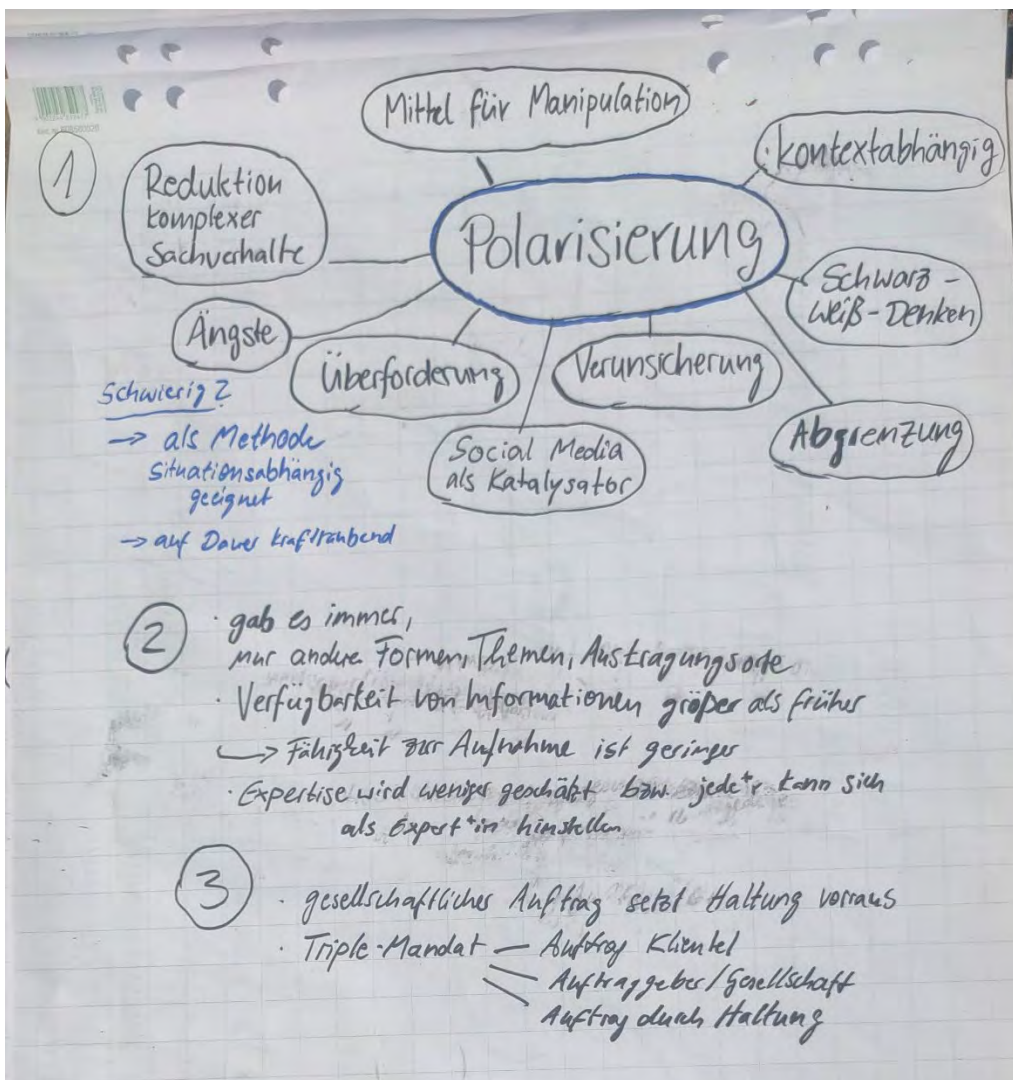 1
Mittel für Manipulation
kontextabhängig
Reduktion
komplexer
Sachverhalte
Polarisierung
Schwarz-
Weiß-Denken
Ängste
Überforderung
Verunsicherung
Abgrenzung
Social Media
als Katalysator
Schwierig?
→ als Methode
Situationsabhängig
geeignet
→ auf Dauer kraftraubend
2
· gab es immer,
nur andere Formen, Themen, Austragungsorte
· Verfügbarkeit von Informationen größer als früher
→ Fähigkeit zur Aufnahme ist geringer
· Expertise wird weniger geschätzt bzw. jede*r kann sich
als Expert*in hinstellen
3
· gesellschaftlicher Auftrag setzt Haltung vorraus
· Triple-Mandat — Auftrag Klientel
Auftraggeber/Gesellschaft
Auftrag durch Haltung